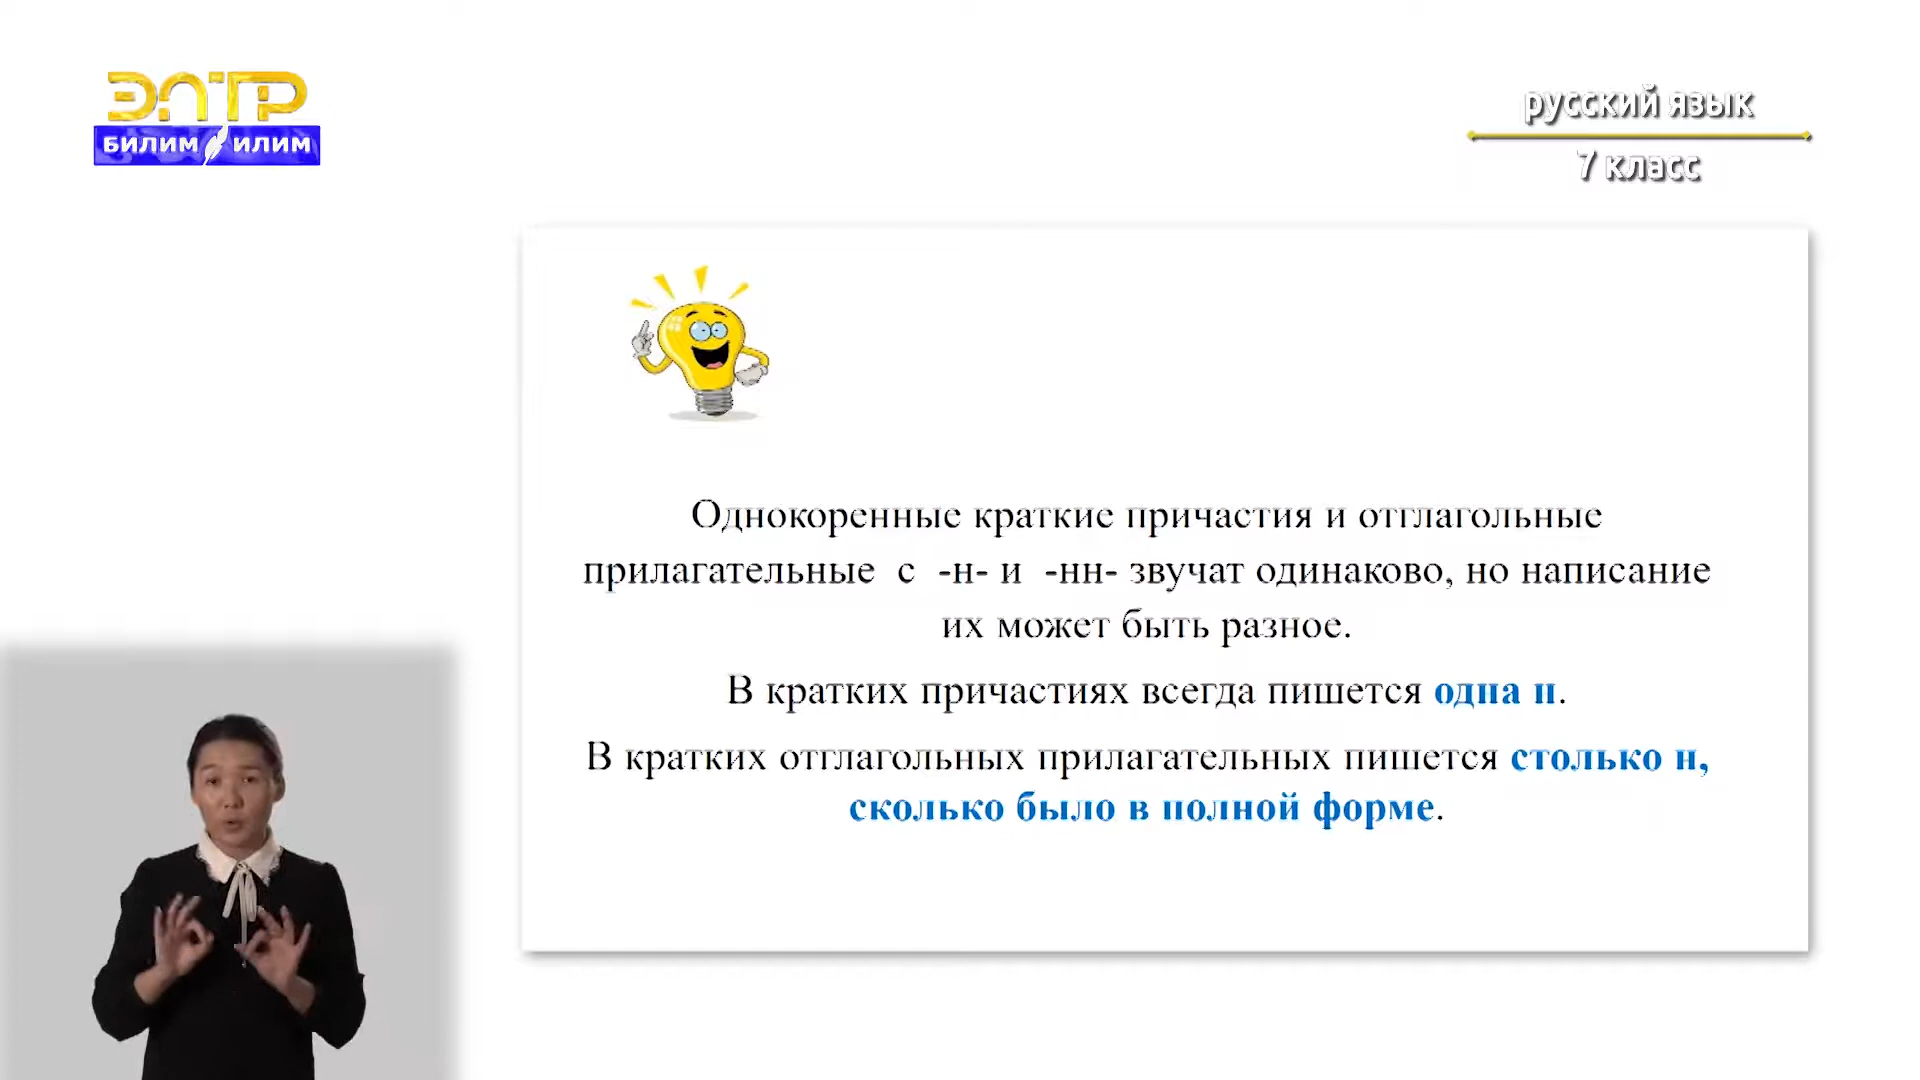 ЭЛТР
БИЛИМ ИЛИМ
русский язык
7 класс
Однокоренные краткие причастия и отглагольные
прилагательные с -н- и -нн- звучат одинаково, но написание
их может быть разное.
В кратких причастиях всегда пишется одна н.
В кратких отглагольных прилагательных пишется столько н,
сколько было в полной форме.